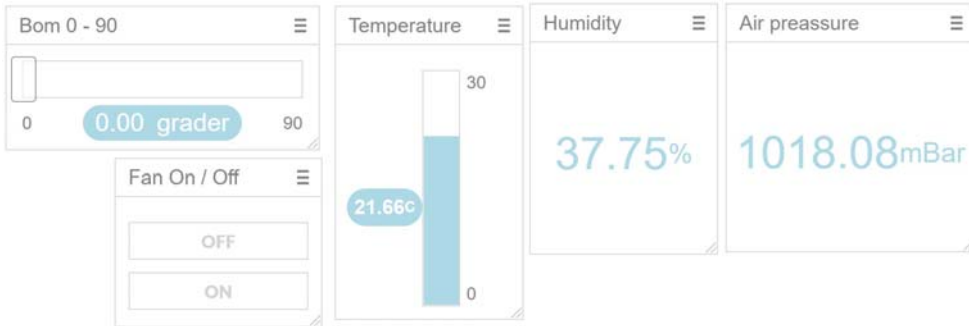 Bom 0 - 90
0
0.00 grader
90
Fan On / Off
OFF
ON
Temperature
30
21.66C
0
Humidity
37.75%
Air preassure
1018.08mBar